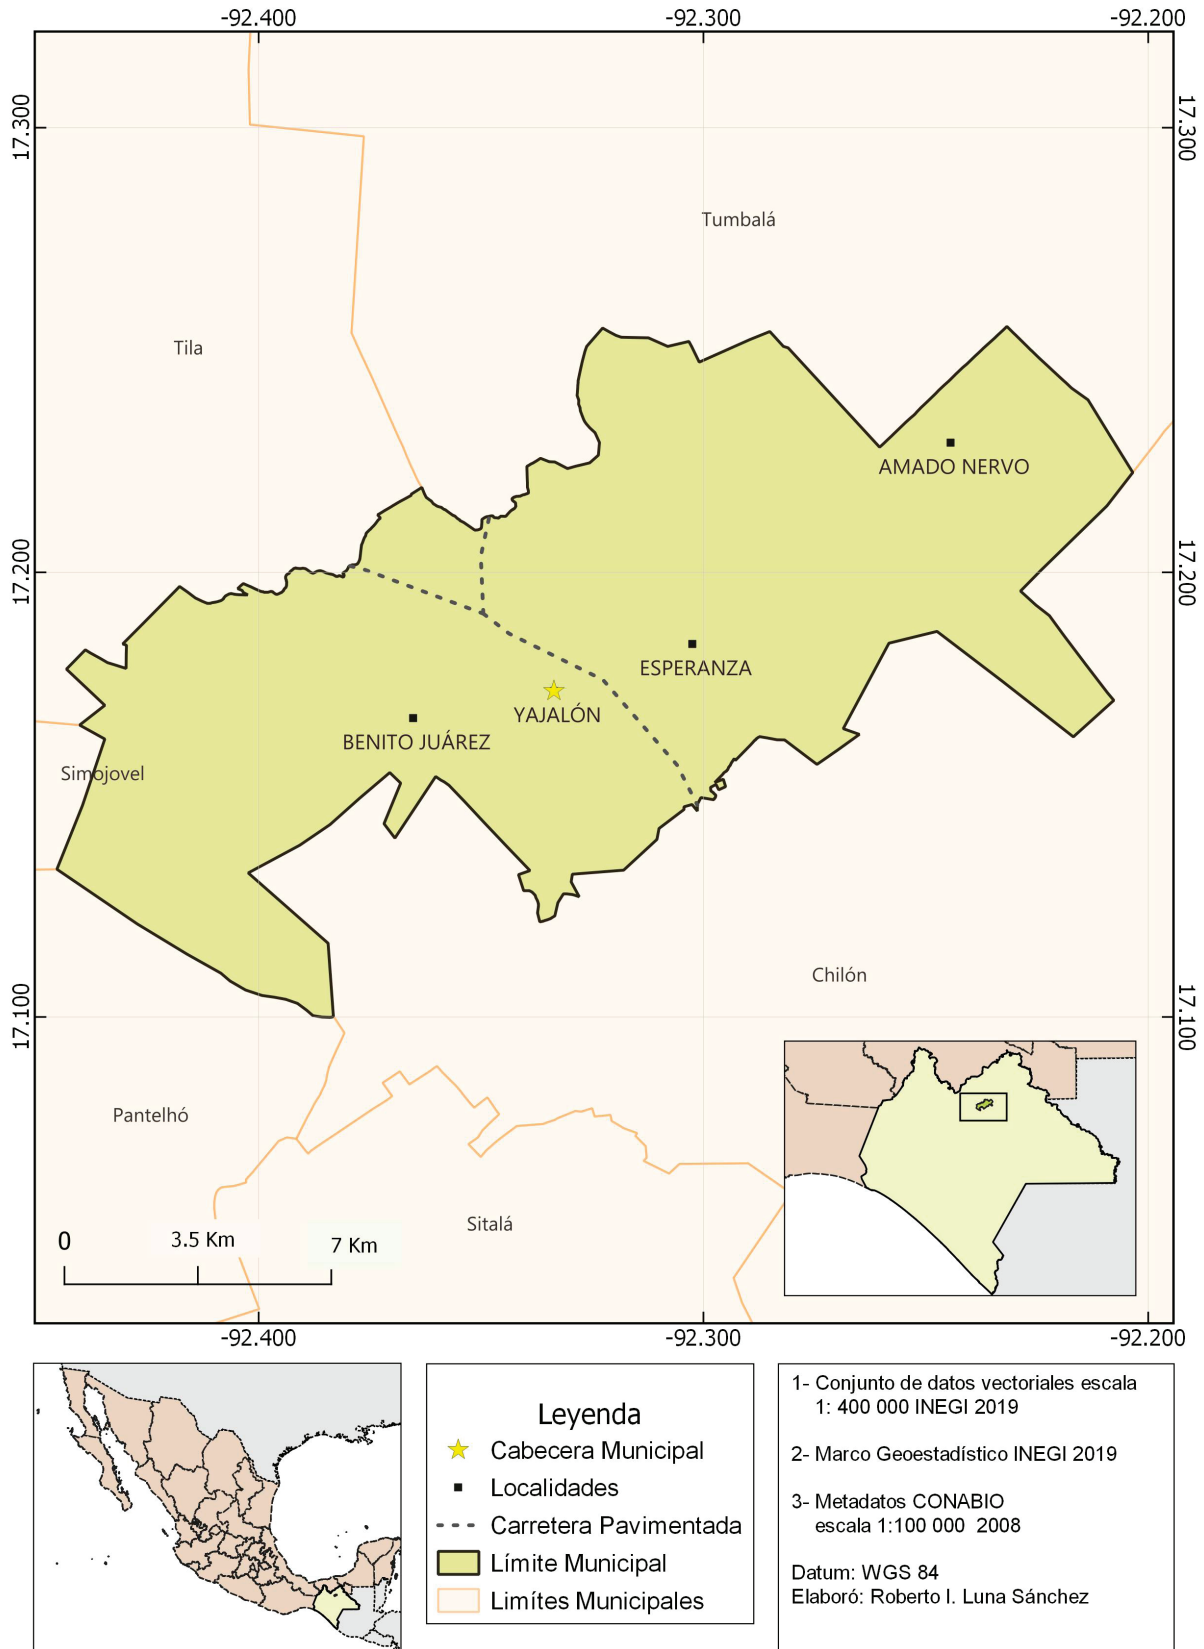 -92.400
-92.300
-92.200
17.300
17.300
Tumbalá
Tila
AMADO NERVO
17.200
17.200
ESPERANZA
YAJALÓN
BENITO JUÁREZ
Simojovel
Chilón
17.100
17.100
Pantelhó
Sitalá
0
3.5 Km
7 Km
-92.400
-92.300
-92.200
Leyenda
Cabecera Municipal
Localidades
Carretera Pavimentada
Límite Municipal
Limítes Municipales
1- Conjunto de datos vectoriales escala
1: 400 000 INEGI 2019
2- Marco Geoestadístico INEGI 2019
3- Metadatos CONABIO
escala 1:100 000 2008
Datum: WGS 84
Elaboró: Roberto I. Luna Sánchez